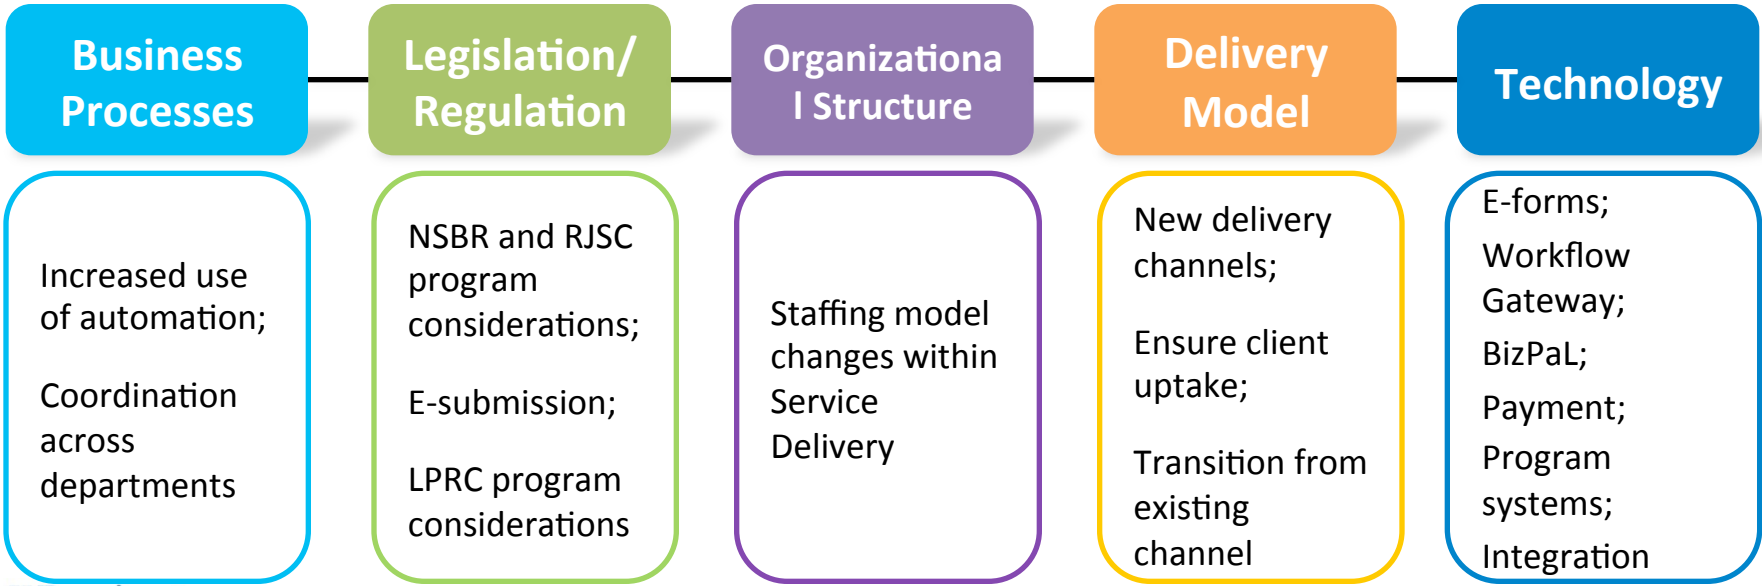 Business
Processes
Legislation/
Regulation
Organizationa
l Structure
Delivery
Model
Technology
Increased use
of automation;
Coordination
across
departments
NSBR and RJSC
program
considerations;
E-submission;
LPRC program
considerations
Staffing model
changes within
Service
Delivery
New delivery
channels;
Ensure client
uptake;
Transition from
existing
channel
E-forms;
Workflow
Gateway;
BizPaL;
Payment;
Program
systems;
Integration